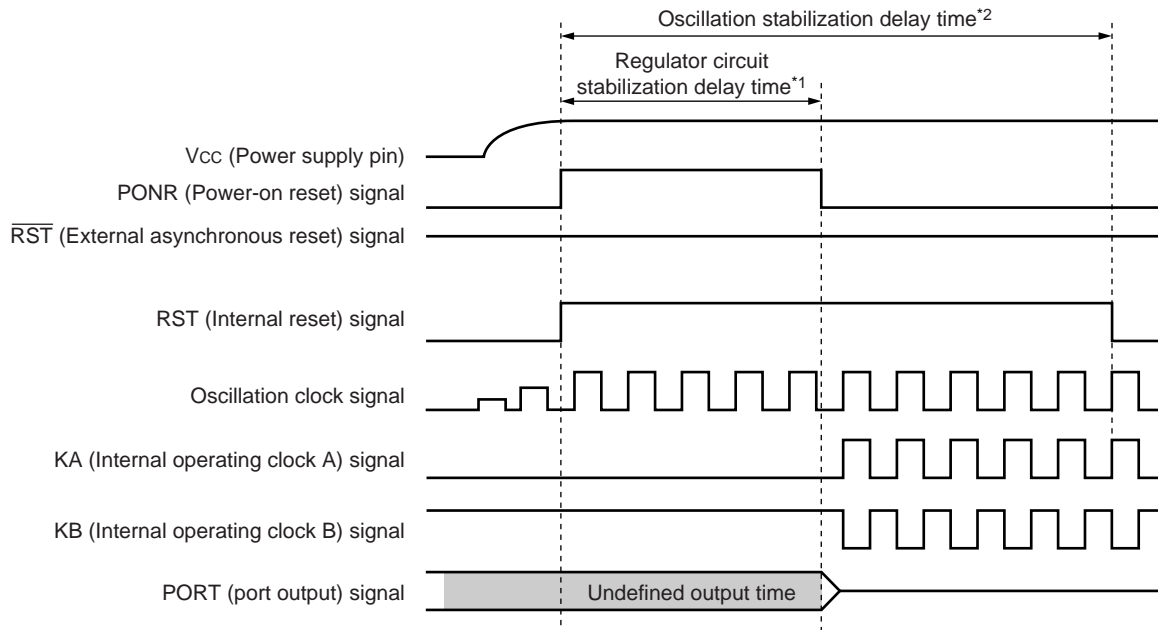 Oscillation stabilization delay time*2
Regulator circuit
stabilization delay time*1
Vcc (Power supply pin)
PONR (Power-on reset) signal
RST (External asynchronous reset) signal
RST (Internal reset) signal
Oscillation clock signal
KA (Internal operating clock A) signal
KB (Internal operating clock B) signal
PORT (port output) signal
Undefined output time